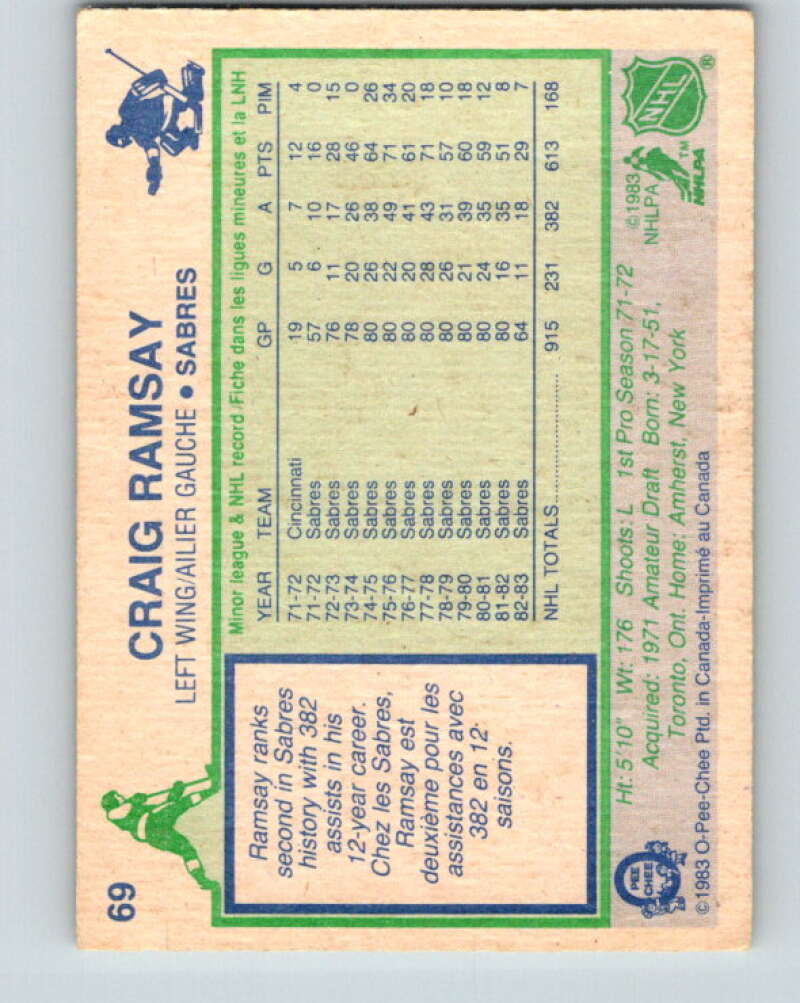 69
CRAIG RAMSAY
LEFT WING/AILIER GAUCHE • SABRES
Ramsay ranks
second in Sabres
history with 382
assists in his
12-year career.
Chez les Sabres,
Ramsay est
deuxième pour les
assistances avec
382 en 12
saisons.
Minor league & NHL record/Fiche dans les ligues mineures et la LNH
YEAR TEAM GP G A PTS PIM
71-72 Cincinnati 19 5 7 12 4
71-72 Sabres 57 6 10 16 0
72-73 Sabres 76 11 17 28 15
73-74 Sabres 78 20 26 46 0
74-75 Sabres 80 26 38 64 26
75-76 Sabres 80 22 49 71 34
76-77 Sabres 80 20 41 61 20
77-78 Sabres 80 28 43 71 18
78-79 Sabres 80 26 31 57 10
79-80 Sabres 80 21 39 60 18
80-81 Sabres 80 24 35 59 12
81-82 Sabres 80 16 35 51 8
82-83 Sabres 64 11 18 29 7
NHL TOTALS 915 231 382 613 168
Ht: 5'10" Wt: 176 Shoots: L 1st Pro Season 71-72
Acquired: 1971 Amateur Draft Born: 3-17-51,
Toronto, Ont. Home: Amherst, New York
©1983 O-Pee-Chee Ptd. in Canada-Imprimé au Canada
O PEE CHEE
©1983
NHLPA
NHL ®
NHLPA ™